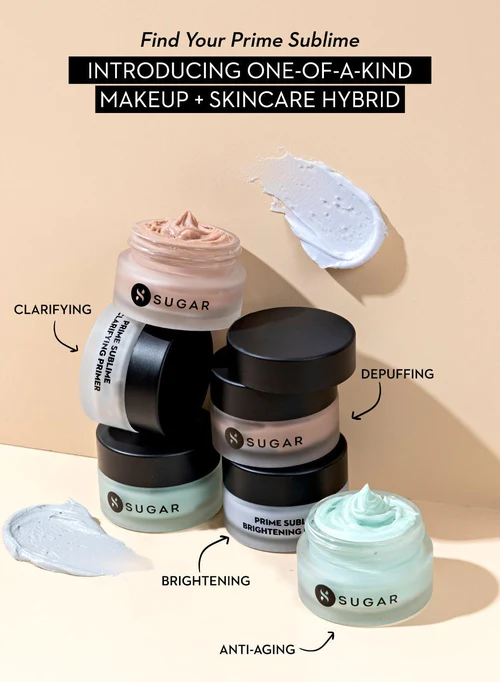 Find Your Prime Sublime
INTRODUCING ONE-OF-A-KIND
MAKEUP + SKINCARE HYBRID
SUGAR
CLARIFYING
PRIME SUBLIME
CLARIFYING PRIMER
DEPUFFING
SUGAR
SUGAR
PRIME SUBL
BRIGHTENING
BRIGHTENING
SUGAR
ANTI-AGING